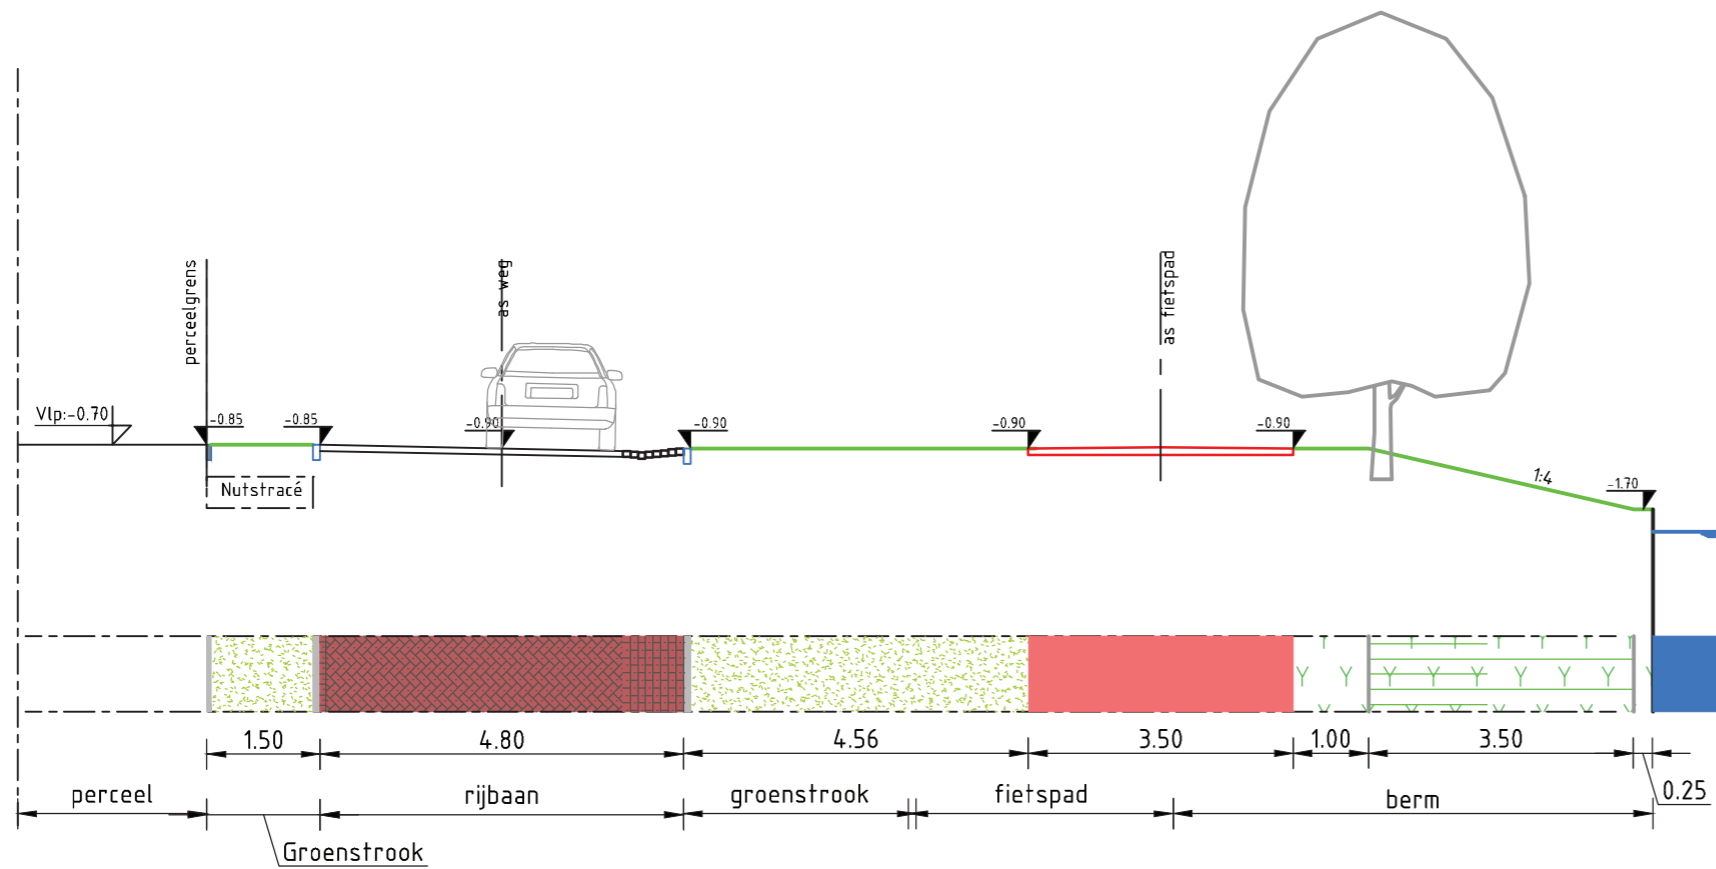 perceelgrens
as weg
as fietspad
Vlp:-0.70
-0.85
-0.85
-0.90
-0.90
-0.90
-0.90
1:4
-1.70
Nutstracé
1.50
4.80
4.56
3.50
1.00
3.50
0.25
perceel
rijbaan
groenstrook
fietspad
berm
Groenstrook